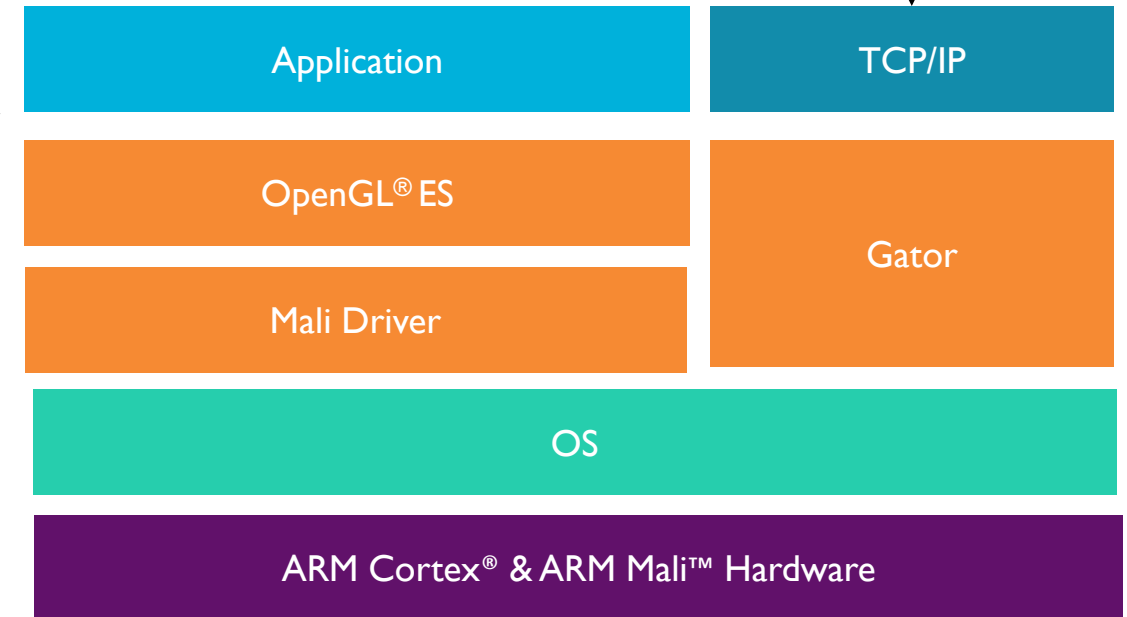 Application
TCP/IP
OpenGL® ES
Gator
Mali Driver
OS
ARM Cortex® & ARM Mali™ Hardware